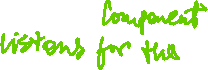 Component
listens for the